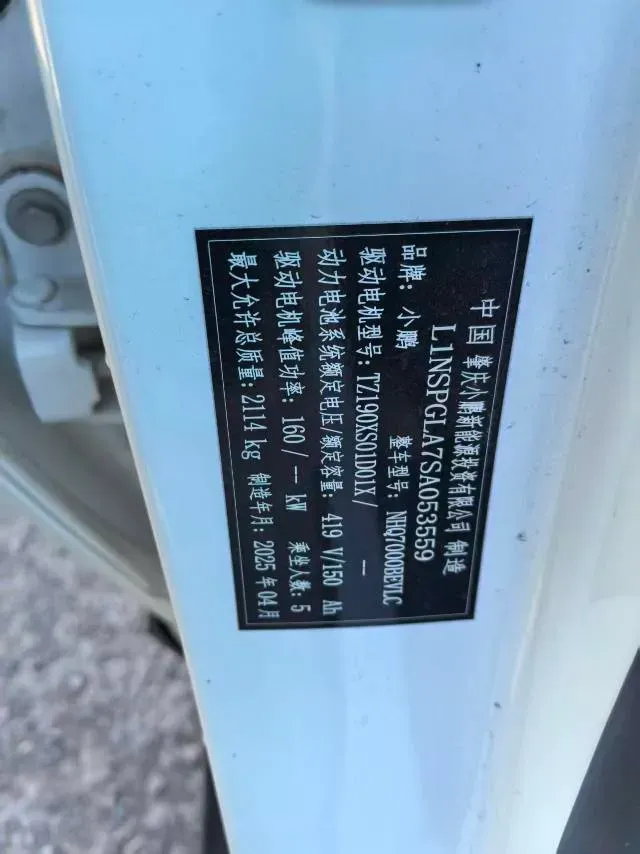 中国 肇庆小鹏新能源投资有限公司 制造
L1NSPGLA7SA053559
品牌: 小鹏 整车型号: NHQ7000BEVLC
驱动电机型号: TZ190XS01D01X/ --
动力电池系统额定电压/额定容量: 419 V/150 Ah
驱动电机峰值功率: 160/-- kW 乘坐人数: 5
最大允许总质量: 2114 kg 制造年月: 2025 年 04 月